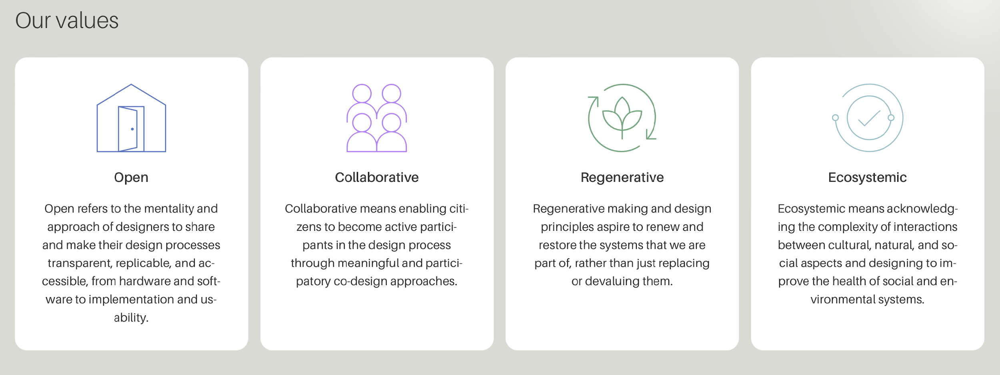 Our values
Open
Open refers to the mentality and
approach of designers to share
and make their design processes
transparent, replicable, and ac-
cessible, from hardware and soft-
ware to implementation and us-
ability.
Collaborative
Collaborative means enabling citi-
zens to become active partici-
pants in the design process
through meaningful and partici-
patory co-design approaches.
Regenerative
Regenerative making and design
principles aspire to renew and
restore the systems that we are
part of, rather than just replacing
or devaluing them.
Ecosystemic
Ecosystemic means acknowledg-
ing the complexity of interactions
between cultural, natural, and so-
cial aspects and designing to im-
prove the health of social and en-
vironmental systems.